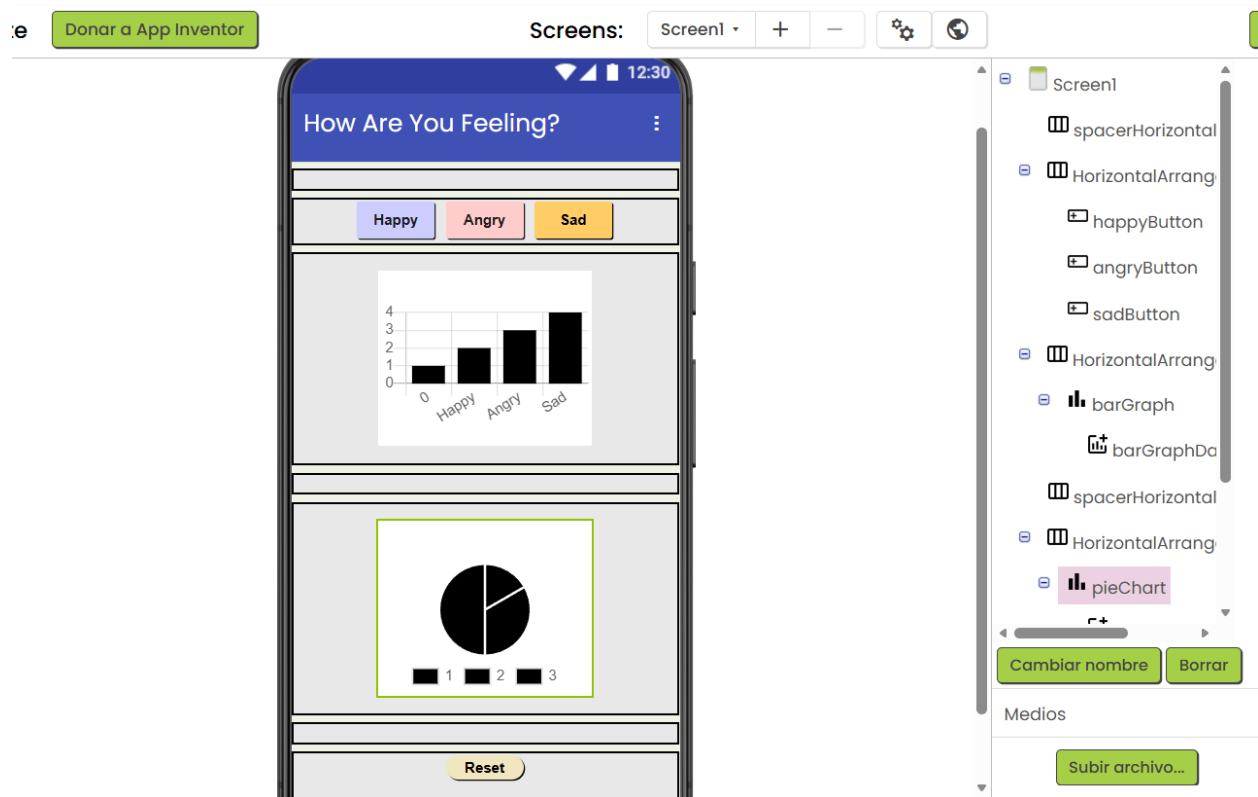 te Donar a App Inventor Screens: Screen1 + −
12:30
How Are You Feeling?
Happy Angry Sad
4
3
2
1
0
0 Happy Angry Sad
1 2 3
Reset
Screen1
spacerHorizontal
HorizontalArrang
happyButton
angryButton
sadButton
HorizontalArrang
barGraph
barGraphDa
spacerHorizontal
HorizontalArrang
pieChart
Cambiar nombre Borrar
Medios
Subir archivo...